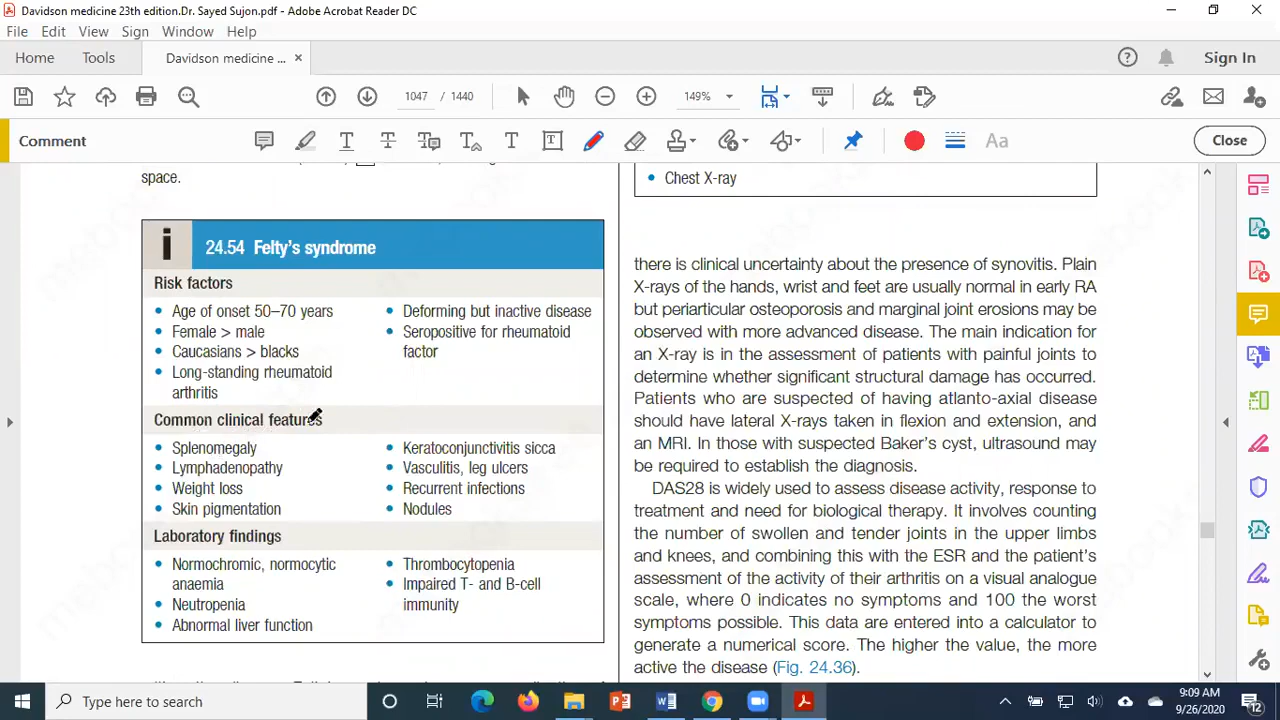 Davidson medicine 23th edition.Dr. Sayed Sujon.pdf - Adobe Acrobat Reader DC
File Edit View Sign Window Help
Home Tools Davidson medicine ... × Sign In
1047 / 1440 149%
Comment Aa Close
space.
i 24.54 Felty's syndrome
Risk factors
• Age of onset 50–70 years
• Female > male
• Caucasians > blacks
• Long-standing rheumatoid
arthritis
• Deforming but inactive disease
• Seropositive for rheumatoid
factor
Common clinical features
• Splenomegaly
• Lymphadenopathy
• Weight loss
• Skin pigmentation
• Keratoconjunctivitis sicca
• Vasculitis, leg ulcers
• Recurrent infections
• Nodules
Laboratory findings
• Normochromic, normocytic
anaemia
• Neutropenia
• Abnormal liver function
• Thrombocytopenia
• Impaired T- and B-cell
immunity
• Chest X-ray
there is clinical uncertainty about the presence of synovitis. Plain
X-rays of the hands, wrist and feet are usually normal in early RA
but periarticular osteoporosis and marginal joint erosions may be
observed with more advanced disease. The main indication for
an X-ray is in the assessment of patients with painful joints to
determine whether significant structural damage has occurred.
Patients who are suspected of having atlanto-axial disease
should have lateral X-rays taken in flexion and extension, and
an MRI. In those with suspected Baker's cyst, ultrasound may
be required to establish the diagnosis.
DAS28 is widely used to assess disease activity, response to
treatment and need for biological therapy. It involves counting
the number of swollen and tender joints in the upper limbs
and knees, and combining this with the ESR and the patient's
assessment of the activity of their arthritis on a visual analogue
scale, where 0 indicates no symptoms and 100 the worst
symptoms possible. This data are entered into a calculator to
generate a numerical score. The higher the value, the more
active the disease (Fig. 24.36).
Type here to search
9:09 AM
9/26/2020
12